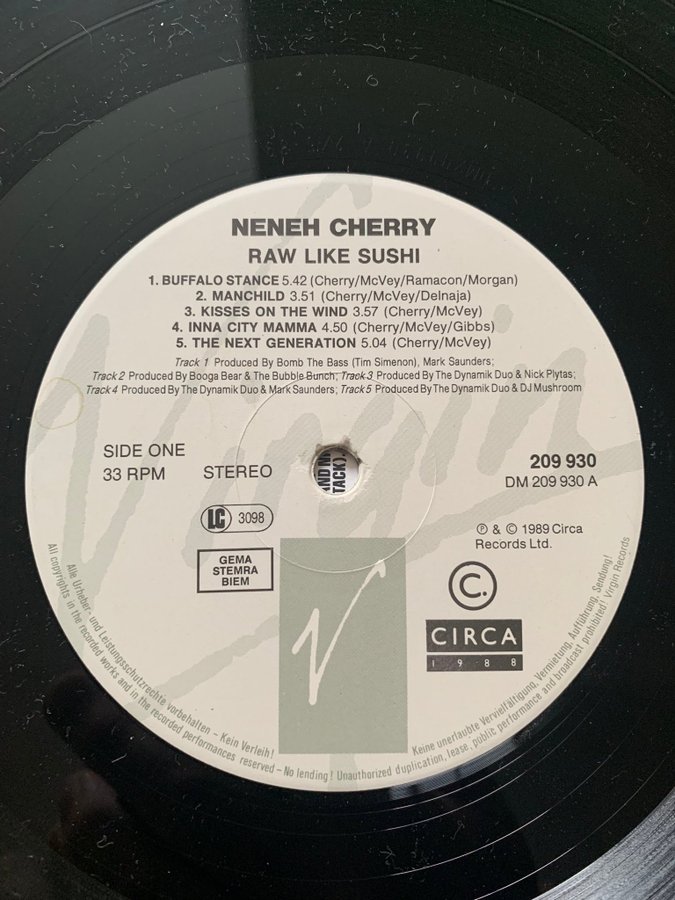 NENEH CHERRY
RAW LIKE SUSHI
1. BUFFALO STANCE 5.42 (Cherry/McVey/Ramacon/Morgan)
2. MANCHILD 3.51 (Cherry/McVey/Delnaja)
3. KISSES ON THE WIND 3.57 (Cherry/McVey)
4. INNA CITY MAMMA 4.50 (Cherry/McVey/Gibbs)
5. THE NEXT GENERATION 5.04 (Cherry/McVey)
Track 1 Produced By Bomb The Bass (Tim Simenon), Mark Saunders;
Track 2 Produced By Booga Bear & The Bubble Bunch; Track 3 Produced By The Dynamik Duo & Nick Plytas;
Track 4 Produced By The Dynamik Duo & Mark Saunders; Track 5 Produced By The Dynamik Duo & DJ Mushroom
Virgin
SIDE ONE
33 RPM
STEREO
AND NO
TACK).
209 930
DM 209 930 A
LC 3098
GEMA
STEMRA
BIEM
℗ & © 1989 Circa
Records Ltd.
C.
CIRCA
1988
V
Alle Urheber- und Leistungsschutzrechte vorbehalten – Kein Verleih! Keine unerlaubte Vervielfältigung, Vermietung, Aufführung, Sendung!
All copyrights in the recorded works and in the recorded performances reserved – No lending! Unauthorized duplication, lease, public performance and broadcast prohibited. Virgin Records